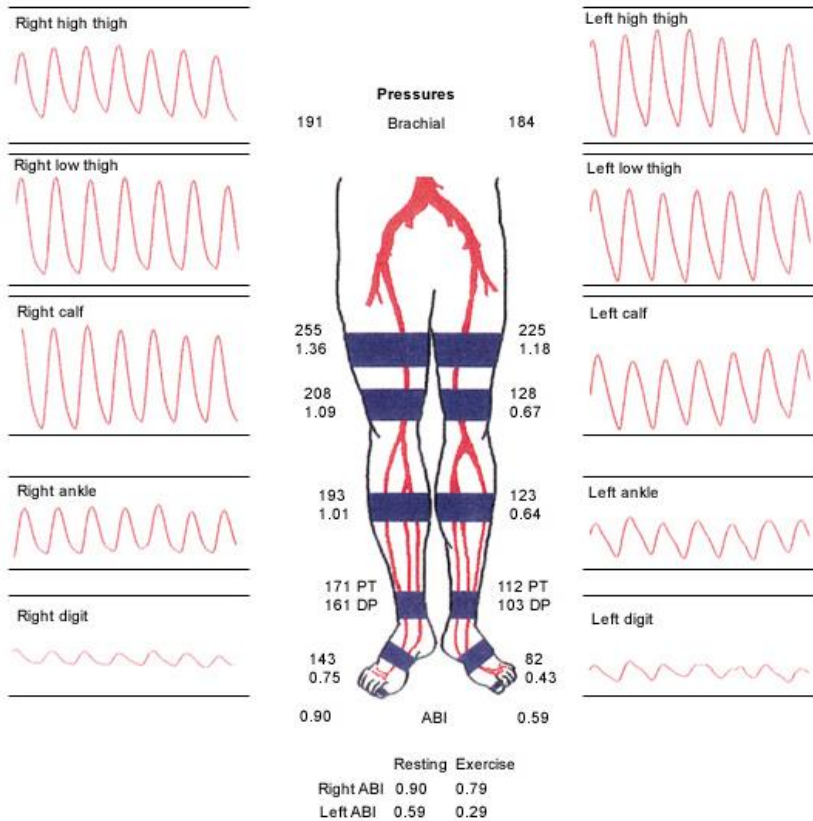 Right high thigh
Left high thigh
Pressures
191 Brachial 184
Right low thigh
Left low thigh
Right calf
Left calf
255 225
1.36 1.18
208 128
1.09 0.67
Right ankle
Left ankle
193 123
1.01 0.64
171 PT 112 PT
161 DP 103 DP
Right digit
Left digit
143 82
0.75 0.43
0.90 ABI 0.59
Resting Exercise
Right ABI 0.90 0.79
Left ABI 0.59 0.29